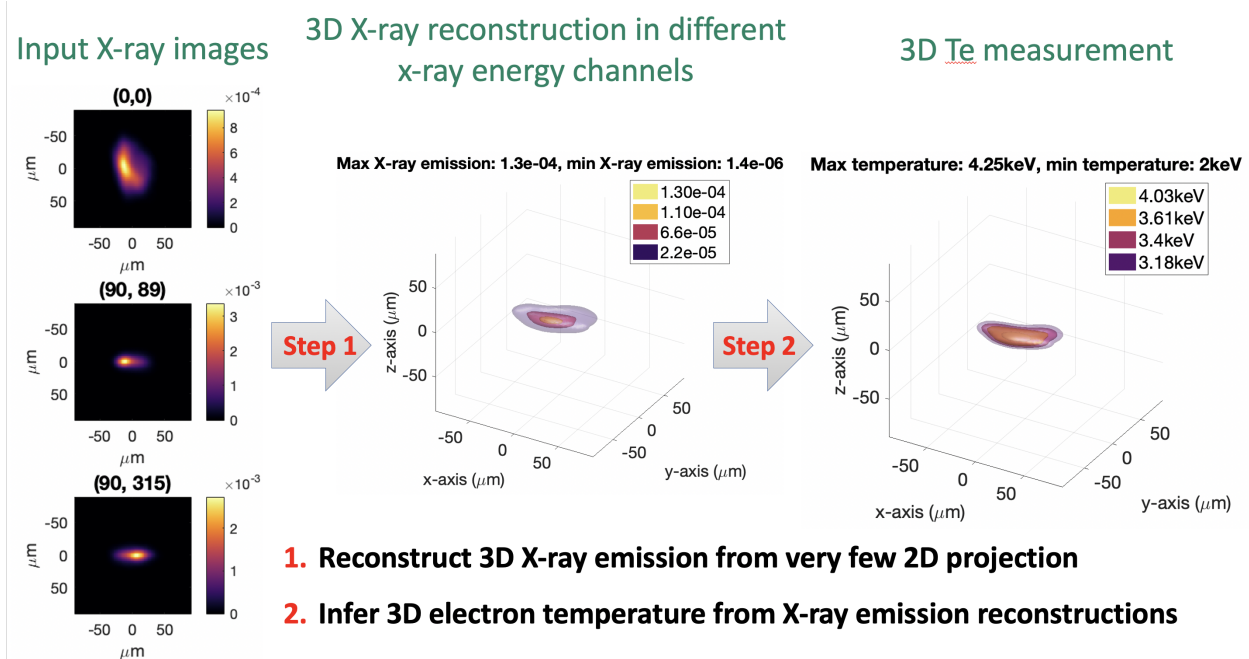 Input X-ray images
3D X-ray reconstruction in different
x-ray energy channels
3D Te measurement
(0,0)
×10⁻⁴
-50
0
50
μm
-50 0 50
μm
8
6
4
2
0
(90, 89)
×10⁻³
-50
0
50
μm
-50 0 50
μm
3
2
1
0
(90, 315)
×10⁻³
-50
0
50
μm
-50 0 50
μm
2
1
0
Step 1
Max X-ray emission: 1.3e-04, min X-ray emission: 1.4e-06
1.30e-04
1.10e-04
6.6e-05
2.2e-05
z-axis (μm)
50
0
-50
-50
0
50
x-axis (μm)
50
0
-50
y-axis (μm)
Step 2
Max temperature: 4.25keV, min temperature: 2keV
4.03keV
3.61keV
3.4keV
3.18keV
z-axis (μm)
50
0
-50
-50
0
50
x-axis (μm)
50
0
-50
y-axis (μm)
1. Reconstruct 3D X-ray emission from very few 2D projection
2. Infer 3D electron temperature from X-ray emission reconstructions